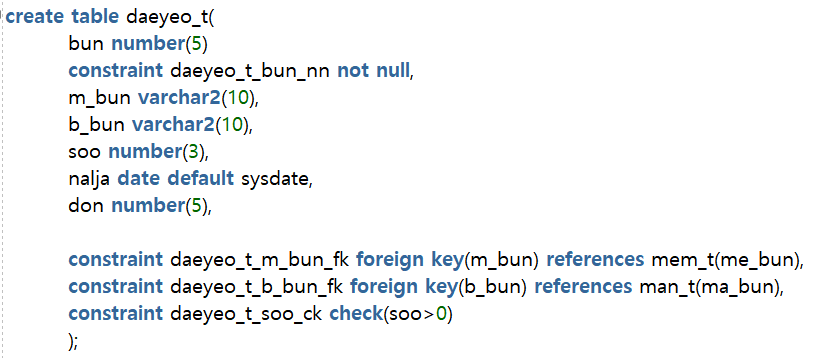 create table daeyeo_t(
bun number(5)
constraint daeyeo_t_bun_nn not null,
m_bun varchar2(10),
b_bun varchar2(10),
soo number(3),
nalja date default sysdate,
don number(5),
constraint daeyeo_t_m_bun_fk foreign key(m_bun) references mem_t(me_bun),
constraint daeyeo_t_b_bun_fk foreign key(b_bun) references man_t(ma_bun),
constraint daeyeo_t_soo_ck check(soo>0)
);